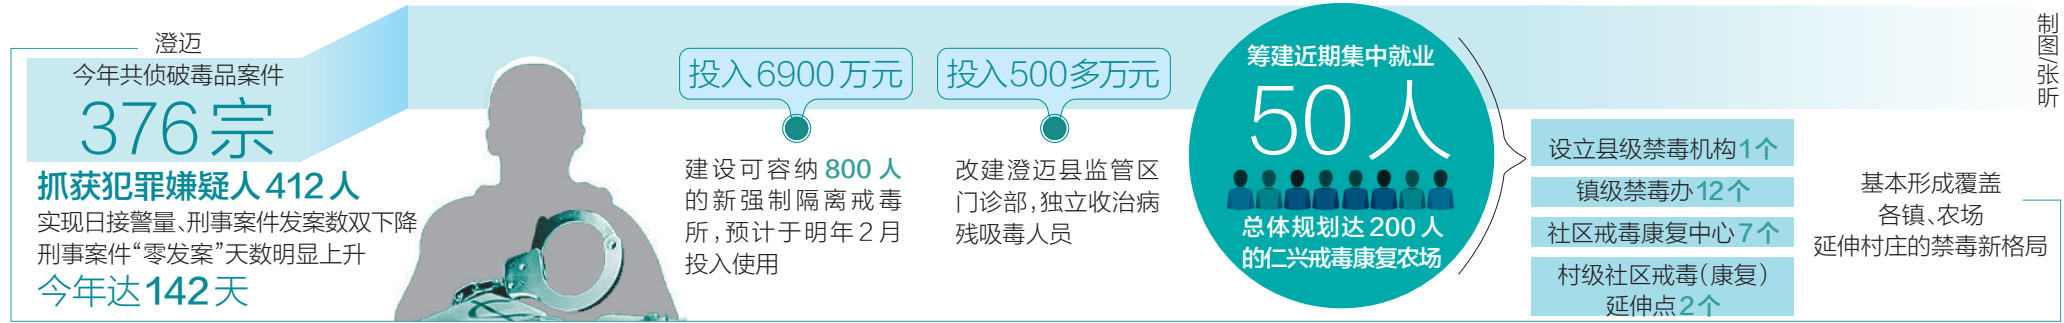 澄迈
今年共侦破毒品案件
376宗
抓获犯罪嫌疑人412人
实现日接警量、刑事案件发案数双下降
刑事案件“零发案”天数明显上升
今年达142天
投入6900万元
建设可容纳800人
的新强制隔离戒毒
所,预计于明年2月
投入使用
投入500多万元
改建澄迈县监管区
门诊部,独立收治病
残吸毒人员
筹建近期集中就业
50人
总体规划达200人
的仁兴戒毒康复农场
设立县级禁毒机构1个
镇级禁毒办12个
社区戒毒康复中心7个
村级社区戒毒(康复)
延伸点2个
基本形成覆盖
各镇、农场
延伸村庄的禁毒新格局
制图/张昕